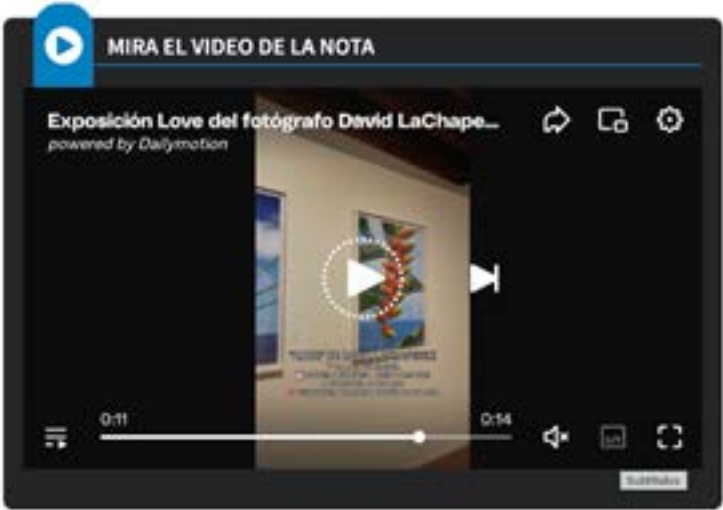 MIRA EL VIDEO DE LA NOTA
Exposición Love del fotógrafo David LaChape...
powered by Dailymotion
0:11
0:14
Subtítulos